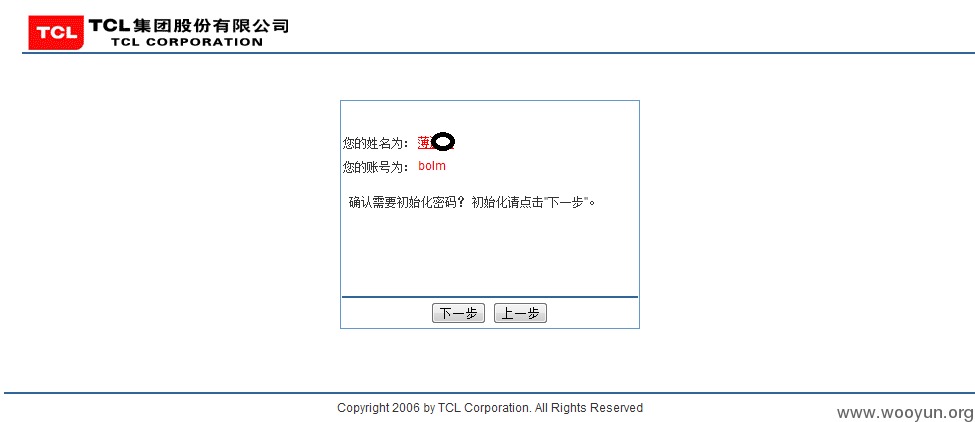 TCL TCL集团股份有限公司
TCL CORPORATION
您的姓名为： 薄
您的账号为： bolm
确认需要初始化密码？初始化请点击"下一步"。
下一步 上一步
Copyright 2006 by TCL Corporation. All Rights Reserved
www.wooyun.org